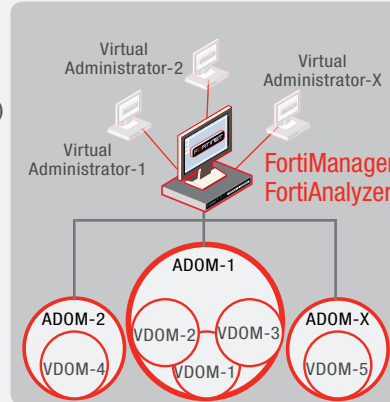 Virtual
Administrator-2
Virtual
Administrator-X
)
Virtual
Administrator-1
FORTINET
FortiManager
FortiAnalyzer
ADOM-1
ADOM-2
ADOM-X
VDOM-2
VDOM-3
VDOM-4
VDOM-1
VDOM-5